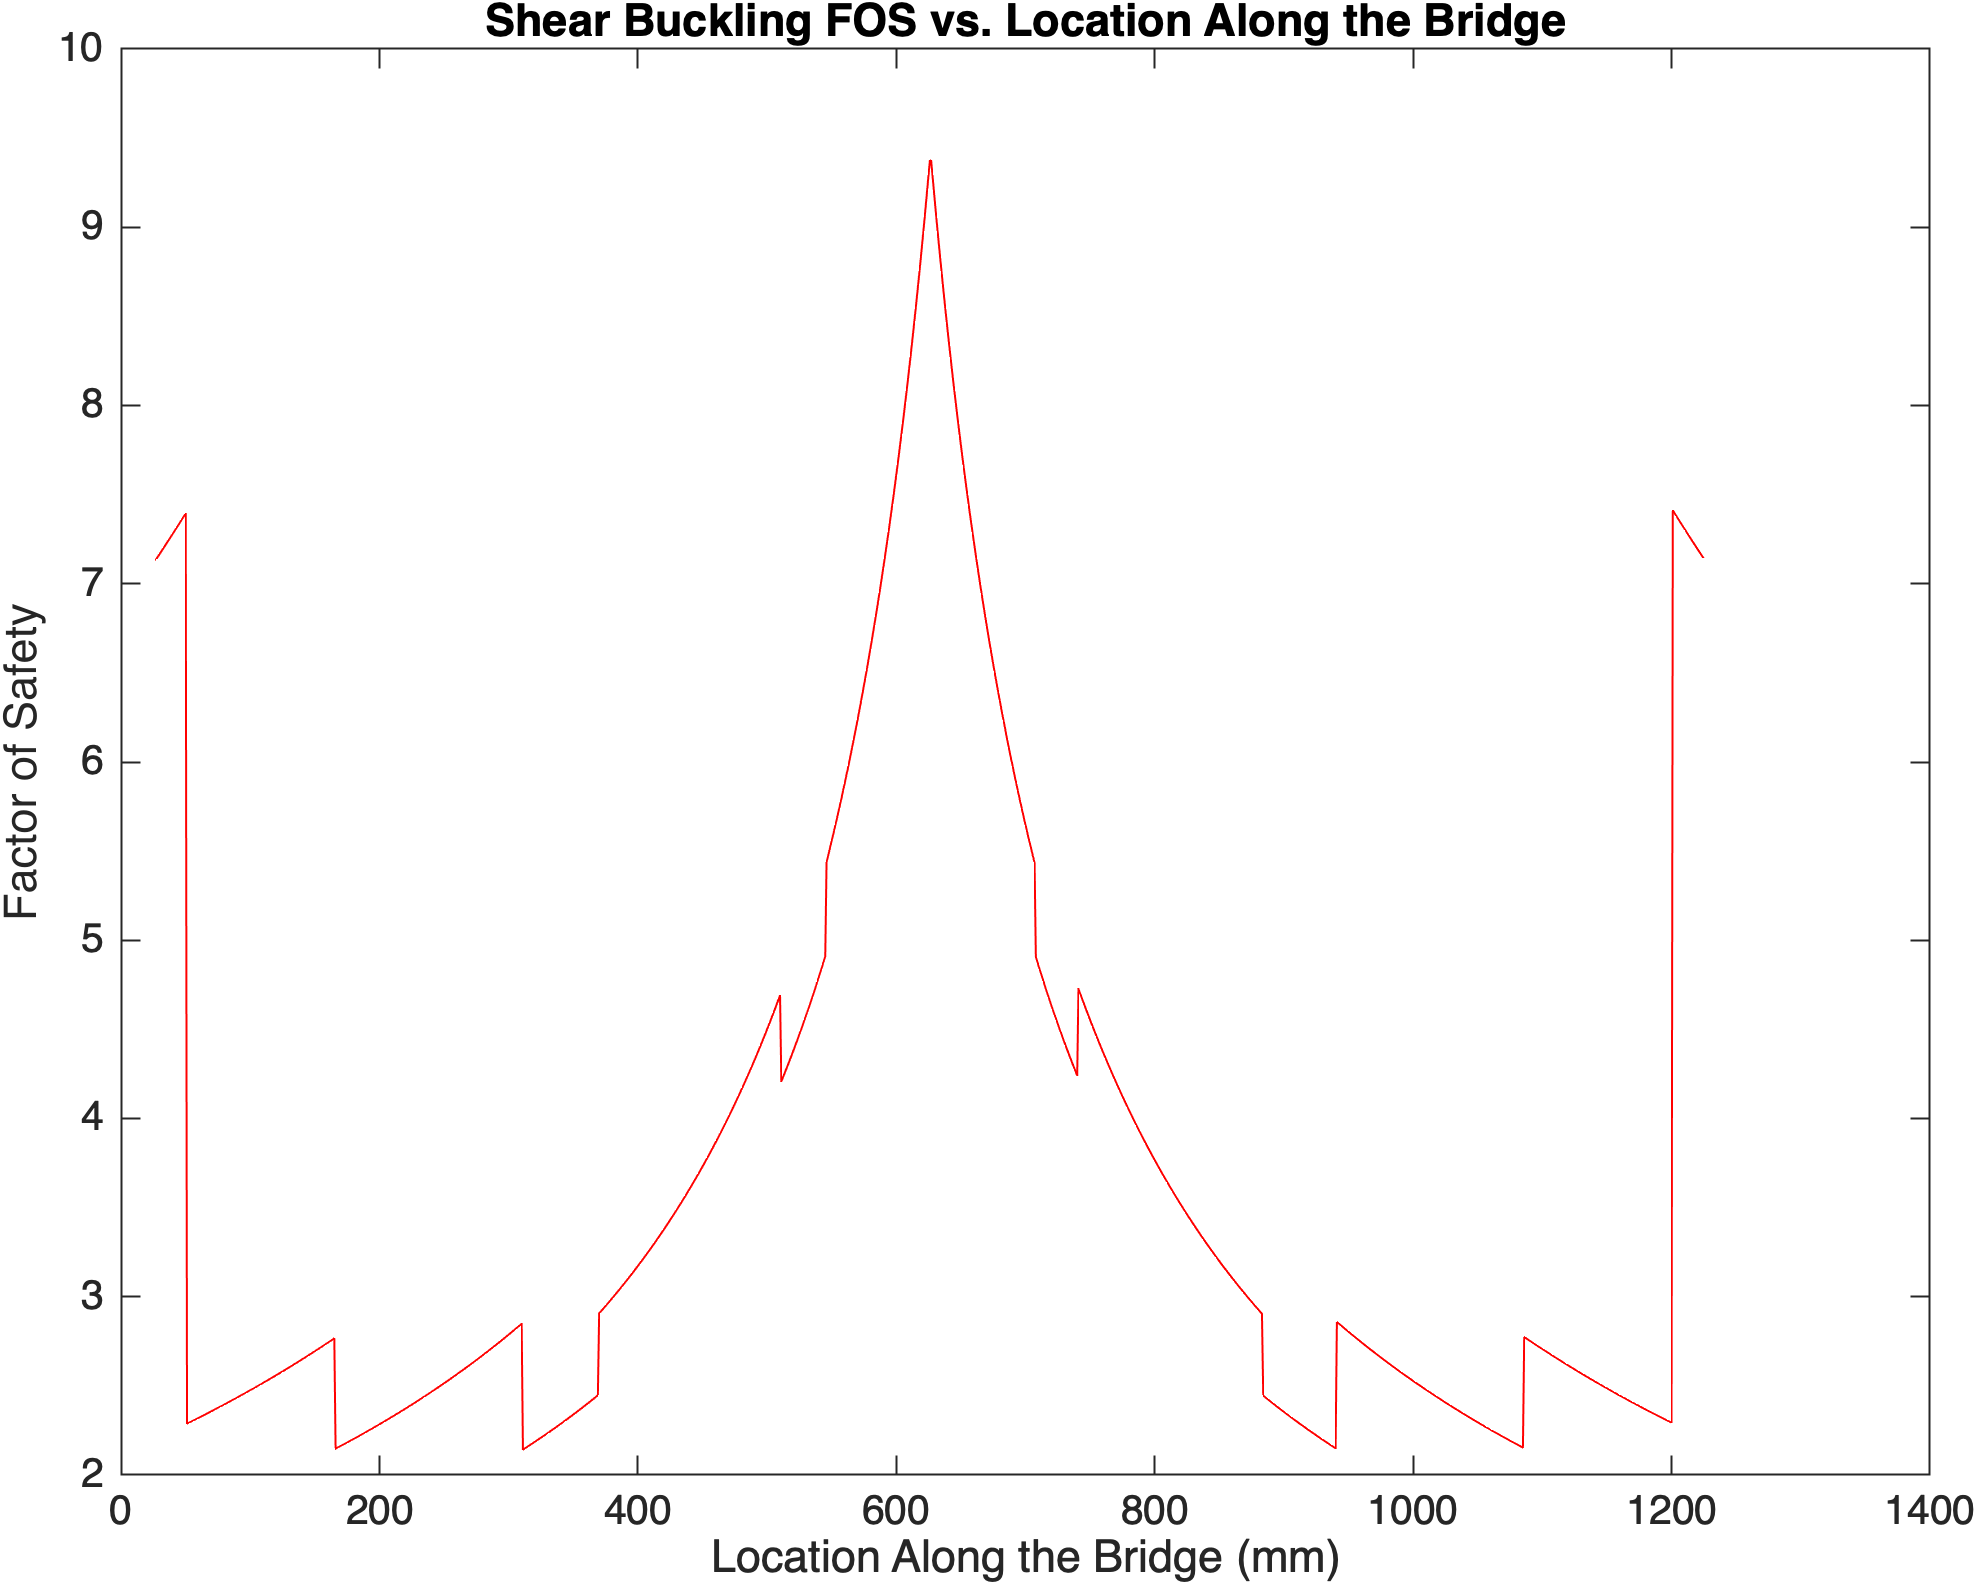 Shear Buckling FOS vs. Location Along the Bridge
10
9
8
7
6
5
4
3
2
Factor of Safety
0 200 400 600 800 1000 1200 1400
Location Along the Bridge (mm)